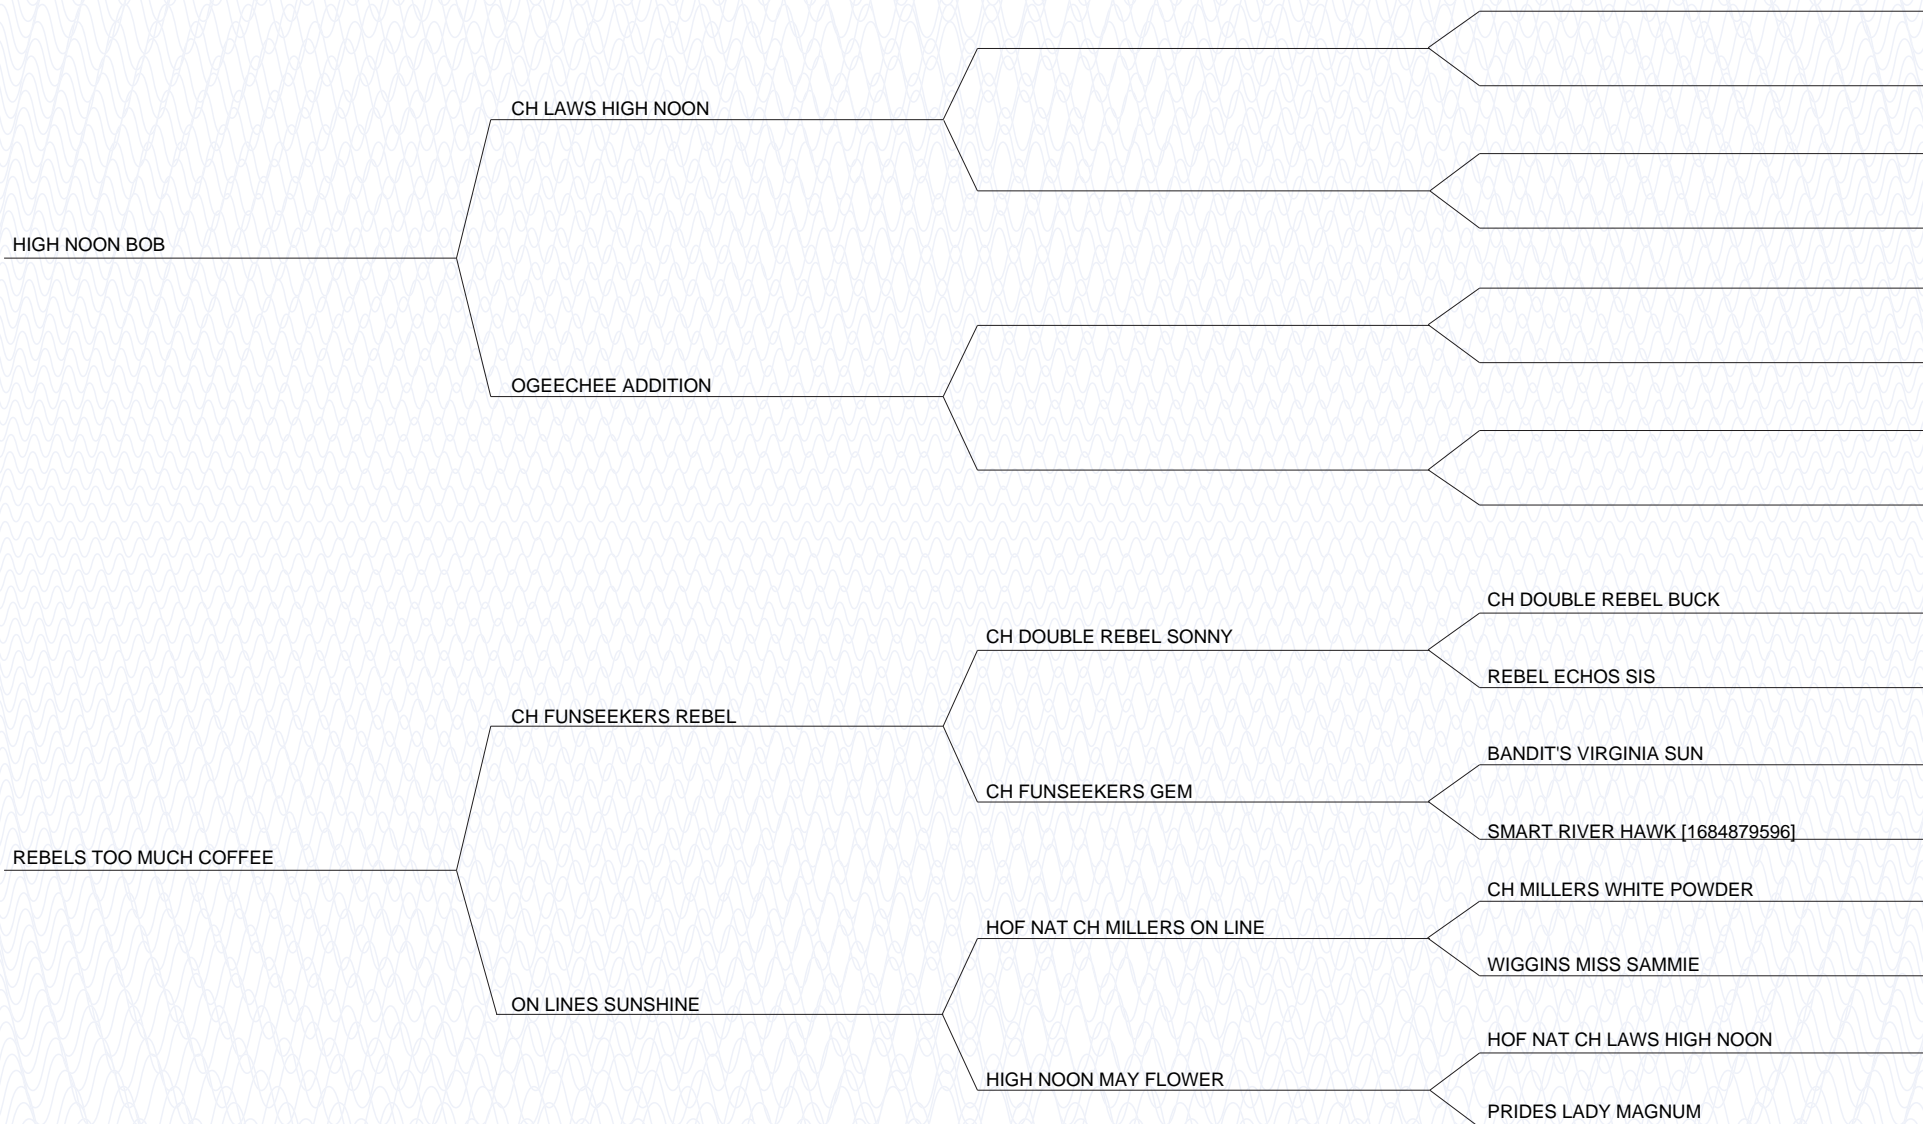 CH LAWS HIGH NOON
HIGH NOON BOB
OGEECHEE ADDITION
CH DOUBLE REBEL BUCK
CH DOUBLE REBEL SONNY
REBEL ECHOS SIS
CH FUNSEEKERS REBEL
BANDIT'S VIRGINIA SUN
CH FUNSEEKERS GEM
SMART RIVER HAWK [1684879596]
REBELS TOO MUCH COFFEE
CH MILLERS WHITE POWDER
HOF NAT CH MILLERS ON LINE
WIGGINS MISS SAMMIE
ON LINES SUNSHINE
HOF NAT CH LAWS HIGH NOON
HIGH NOON MAY FLOWER
PRIDES LADY MAGNUM